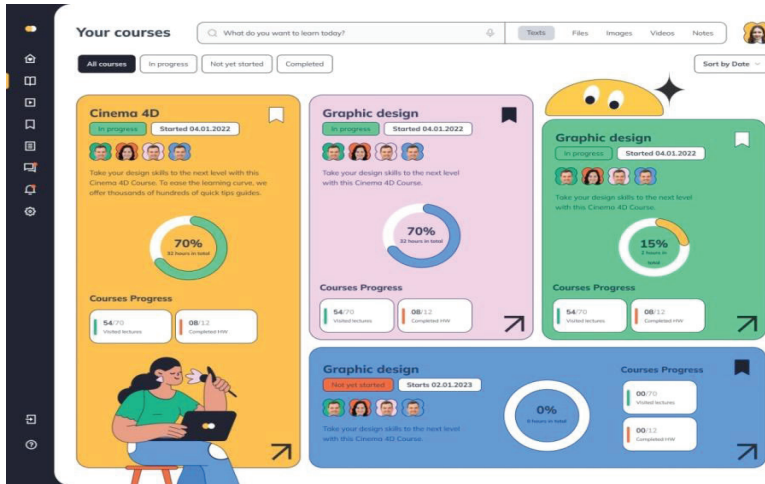 Your courses
What do you want to learn today?
Texts Files Images Videos Notes
All courses In progress Not yet started Completed
Sort by Date
Cinema 4D
In progress Started 04.01.2022
Take your design skills to the next level with this
Cinema 4D Course. To ease the learning curve, we
offer thousands of hundreds of quick tips guides.
70%
32 hours in total
Courses Progress
54/70
Visited lectures
08/12
Completed HW
Graphic design
In progress Started 04.01.2022
Take your design skills to the next level
with this Cinema 4D Course.
70%
32 hours in total
Courses Progress
54/70
Visited lectures
08/12
Completed HW
Graphic design
In progress Started 04.01.2022
Take your design skills to the next level
with this Cinema 4D Course.
15%
2 hours in
total
Courses Progress
54/70
Visited lectures
08/12
Completed HW
Graphic design
Not yet started Starts 02.01.2023
Take your design skills to the next level
with this Cinema 4D Course.
0%
0 hours in total
Courses Progress
00/70
Visited lectures
00/12
Completed HW